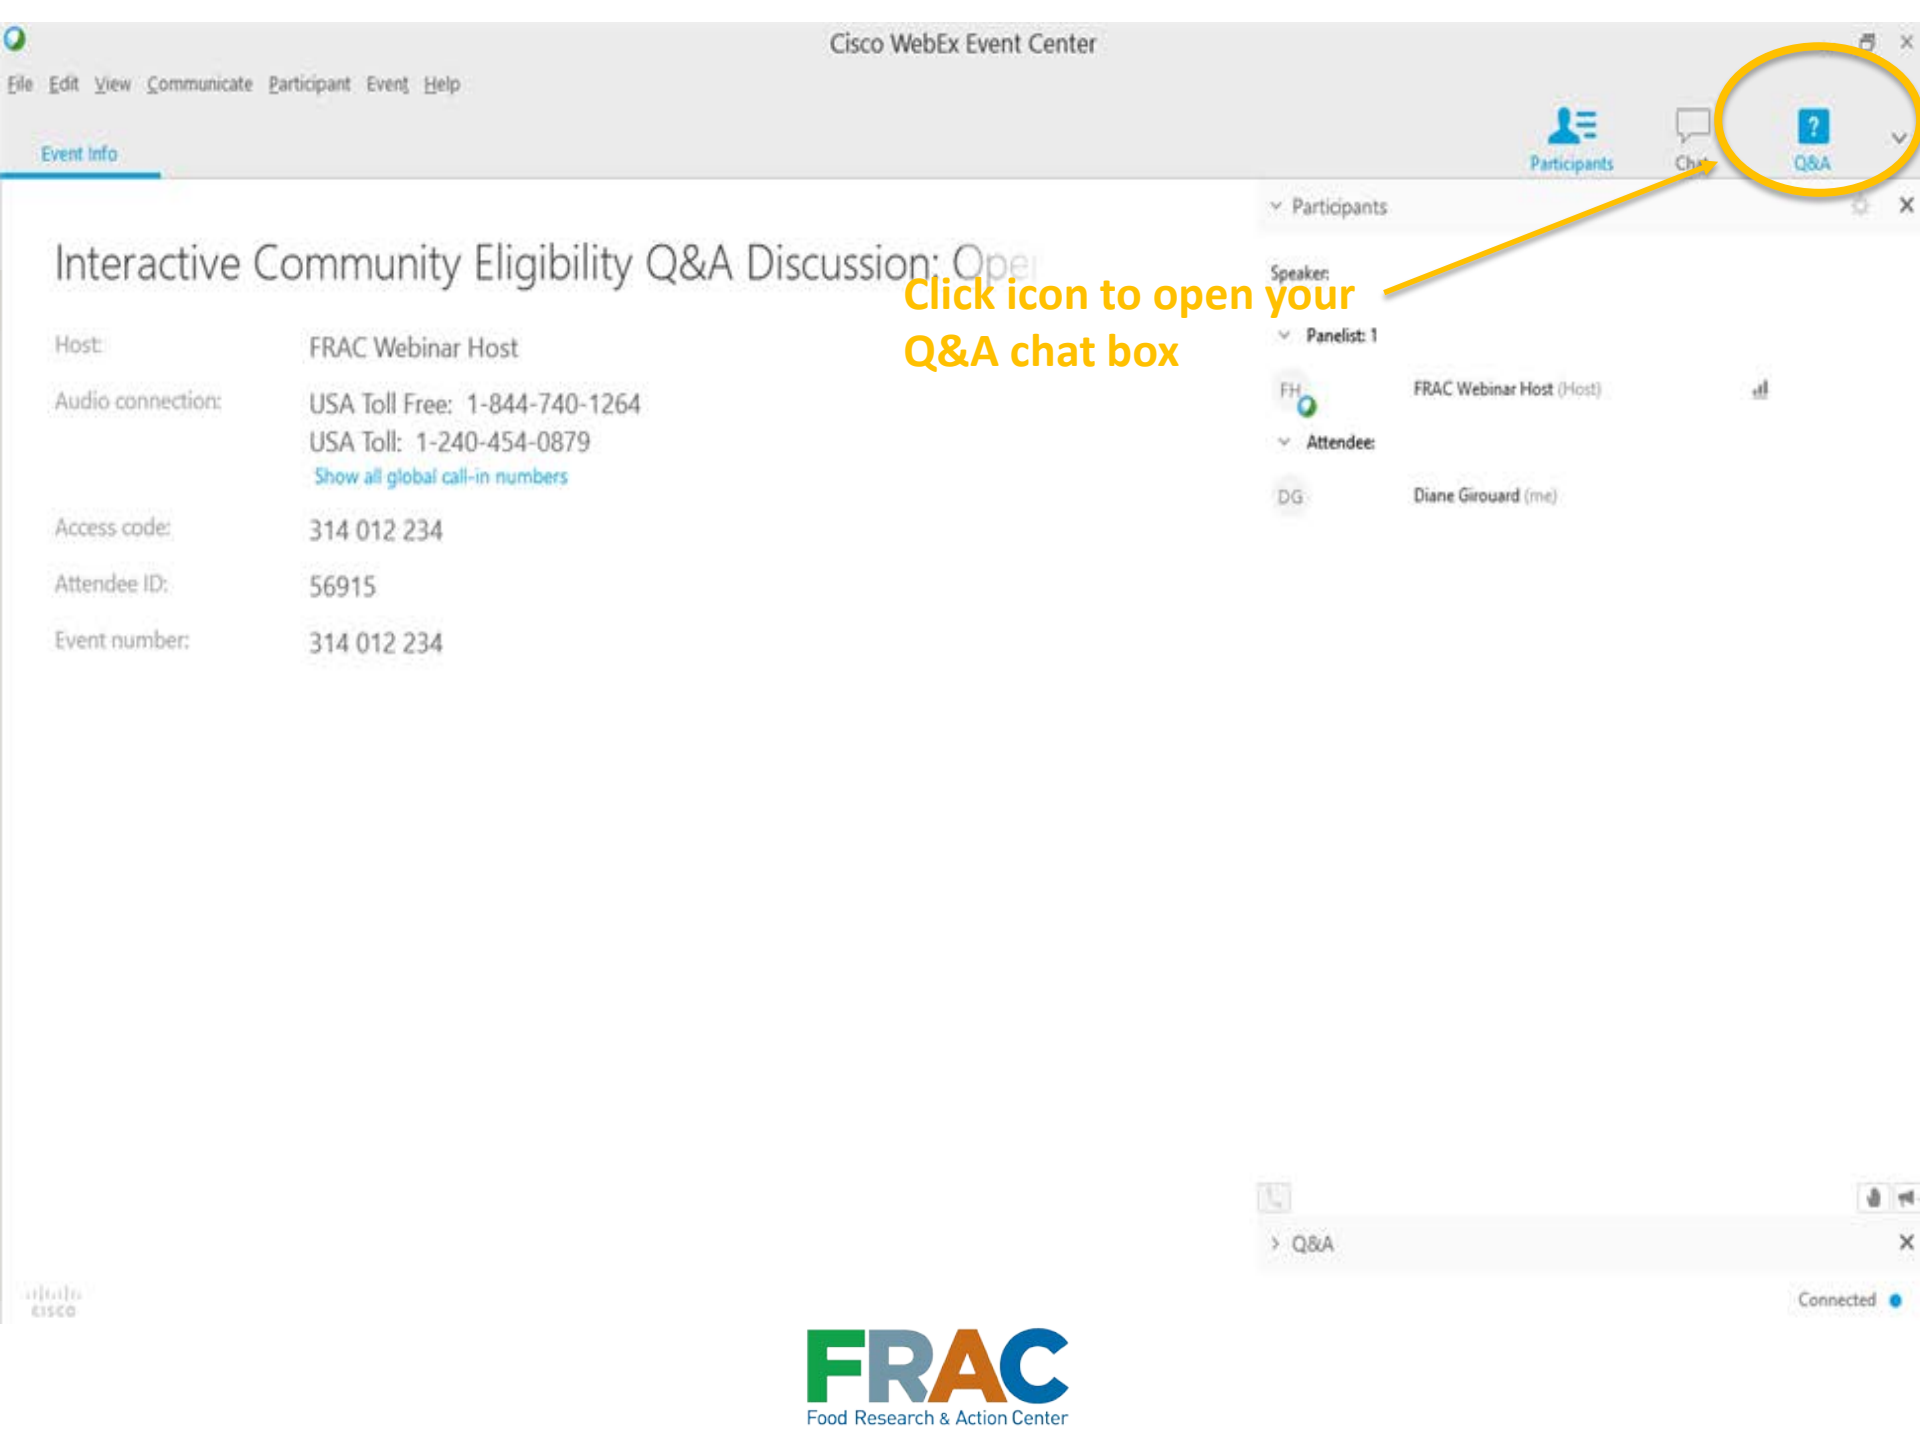 Cisco WebEx Event Center
File Edit View Communicate Participant Event Help
Event Info
Participants
Chat
?
Q&A
Participants
Interactive Community Eligibility Q&A Discussion: Ope
Click icon to open your
Q&A chat box
Host:
FRAC Webinar Host
Audio connection:
USA Toll Free: 1-844-740-1264
USA Toll: 1-240-454-0879
Show all global call-in numbers
Access code:
314 012 234
Attendee ID:
56915
Event number:
314 012 234
Speaker:
Panelist: 1
FH
FRAC Webinar Host (Host)
Attendee:
DG
Diane Girouard (me)
Q&A
Connected
CISCO
FRAC
Food Research & Action Center